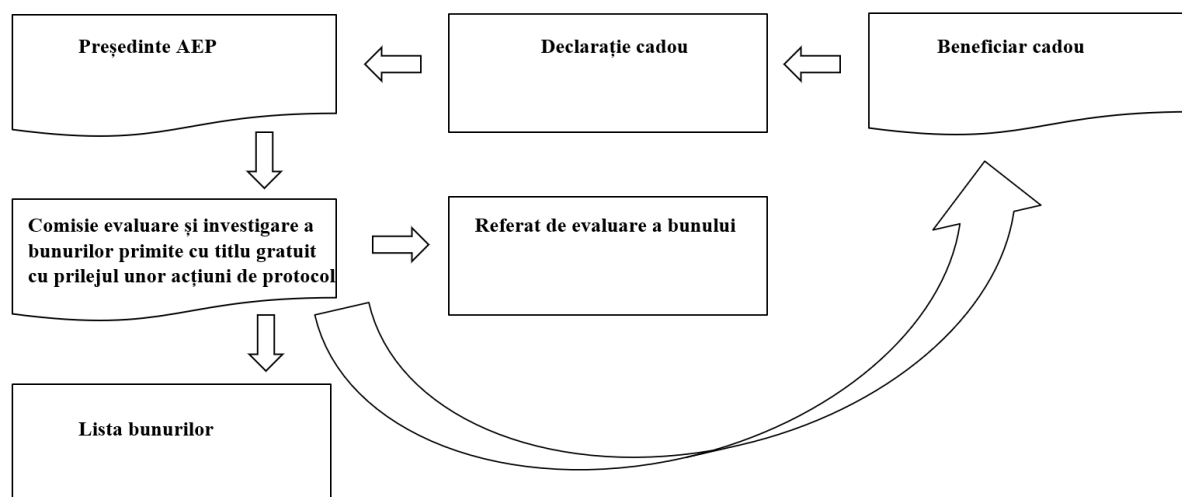 Președinte AEP
Declarație cadou
Beneficiar cadou
Comisie evaluare și investigare a
bunurilor primite cu titlu gratuit
cu prilejul unor acțiuni de protocol
Referat de evaluare a bunului
Lista bunurilor